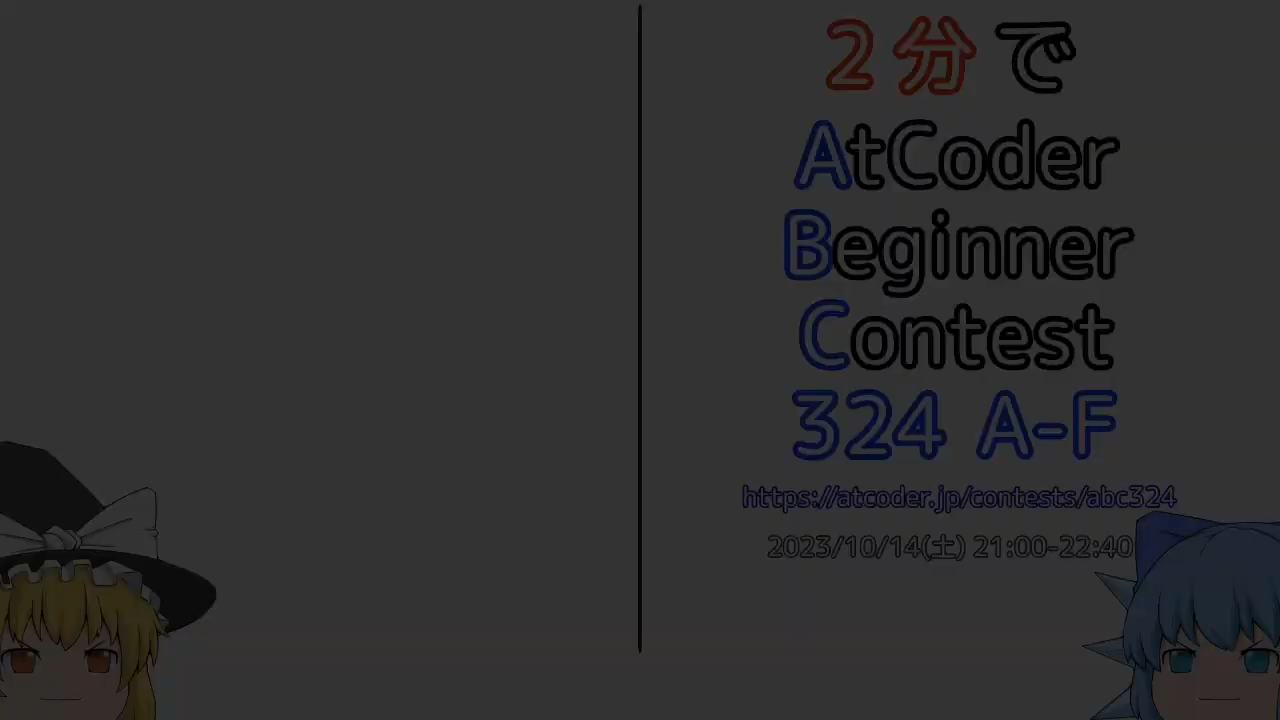 2分で
AtCoder
Beginner
Contest
324 A-F
https://atcoder.jp/contests/abc324
2023/10/14(土) 21:00-22:40